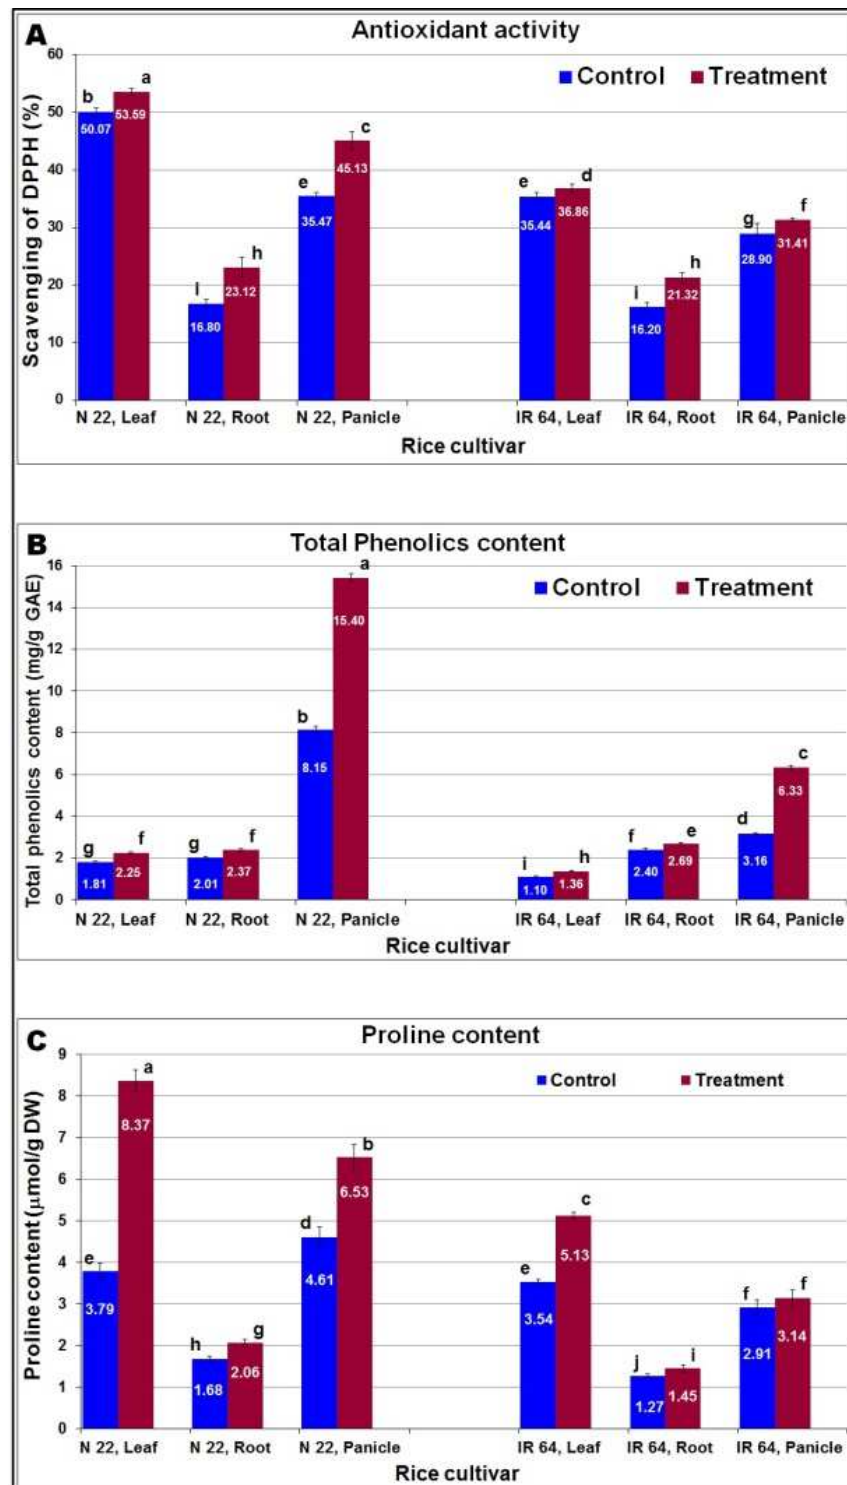 A
Antioxidant activity
Control Treatment
Scavenging of DPPH (%)
60
50
40
30
20
10
0
b a
i h
e c
e d
i h
g f
50.07 53.59
16.80 23.12
35.47 45.13
35.44 36.86
16.20 21.32
28.90 31.41
N 22, Leaf N 22, Root N 22, Panicle IR 64, Leaf IR 64, Root IR 64, Panicle
Rice cultivar
B
Total Phenolics content
Control Treatment
Total phenolics content (mg/g GAE)
16
14
12
10
8
6
4
2
0
g f
g f
b a
i h
f e
d c
1.81 2.25
2.01 2.37
8.15 15.40
1.10 1.36
2.40 2.69
3.16 6.33
N 22, Leaf N 22, Root N 22, Panicle IR 64, Leaf IR 64, Root IR 64, Panicle
Rice cultivar
C
Proline content
Control Treatment
Proline content (μmol/g DW)
9
8
7
6
5
4
3
2
1
0
e a
h g
d b
e c
j i
f f
3.79 8.37
1.68 2.06
4.61 6.53
3.54 5.13
1.27 1.45
2.91 3.14
N 22, Leaf N 22, Root N 22, Panicle IR 64, Leaf IR 64, Root IR 64, Panicle
Rice cultivar